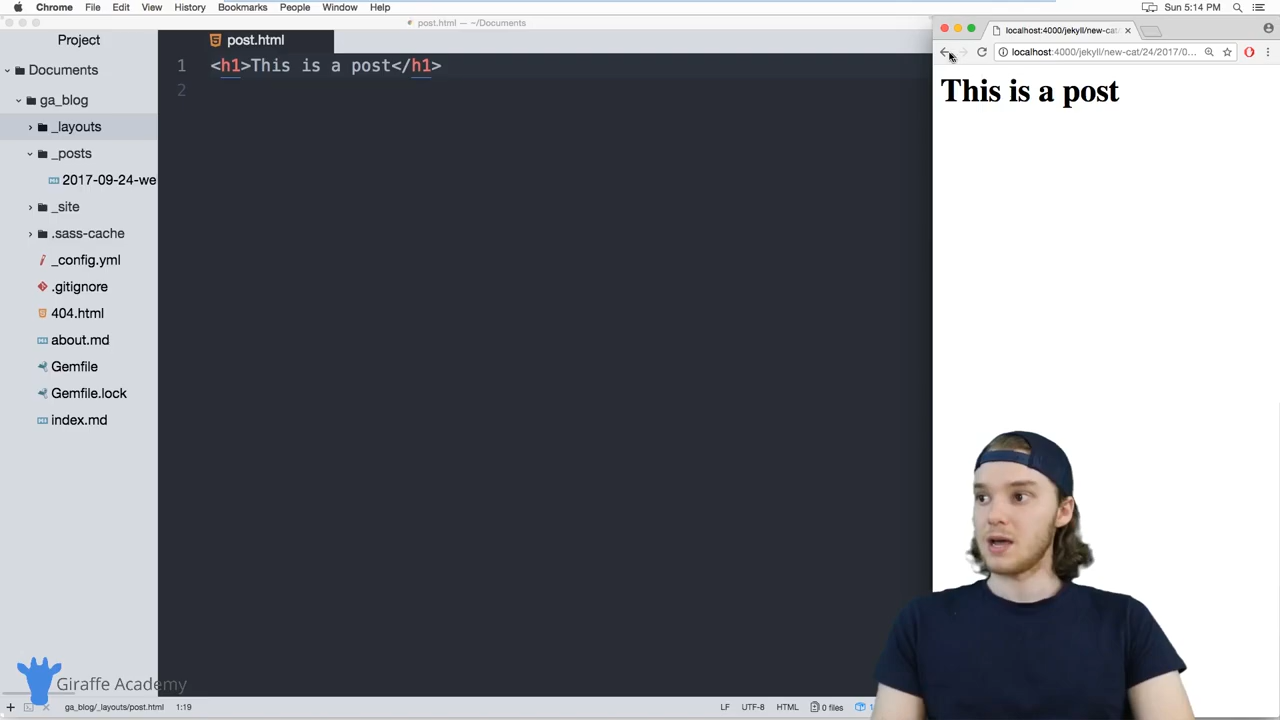 Chrome File Edit View History Bookmarks People Window Help
Sun 5:14 PM
post.html — ~/Documents
Project
Documents
ga_blog
_layouts
_posts
2017-09-24-we
_site
.sass-cache
_config.yml
.gitignore
404.html
about.md
Gemfile
Gemfile.lock
index.md
post.html
1 <h1>This is a post</h1>
2
localhost:4000/jekyll/new-cat
localhost:4000/jekyll/new-cat/24/2017/0...
This is a post
Giraffe Academy
ga_blog/_layouts/post.html 1:19
LF UTF-8 HTML 0 files 1